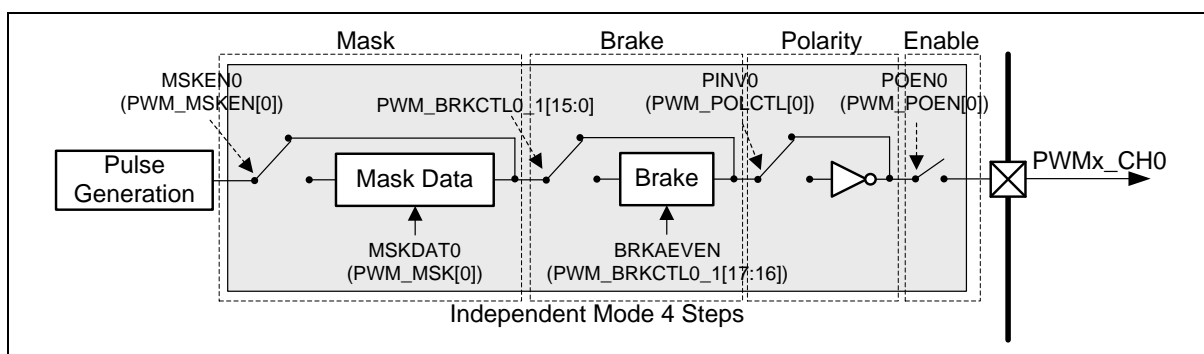 Mask
Brake
Polarity
Enable
MSKEN0
(PWM_MSKEN[0])
PWM_BRKCTL0_1[15:0]
PINV0
(PWM_POLCTL[0])
POEN0
(PWM_POEN[0])
Pulse
Generation
Mask Data
Brake
PWMx_CH0
MSKDAT0
(PWM_MSK[0])
BRKAEVEN
(PWM_BRKCTL0_1[17:16])
Independent Mode 4 Steps